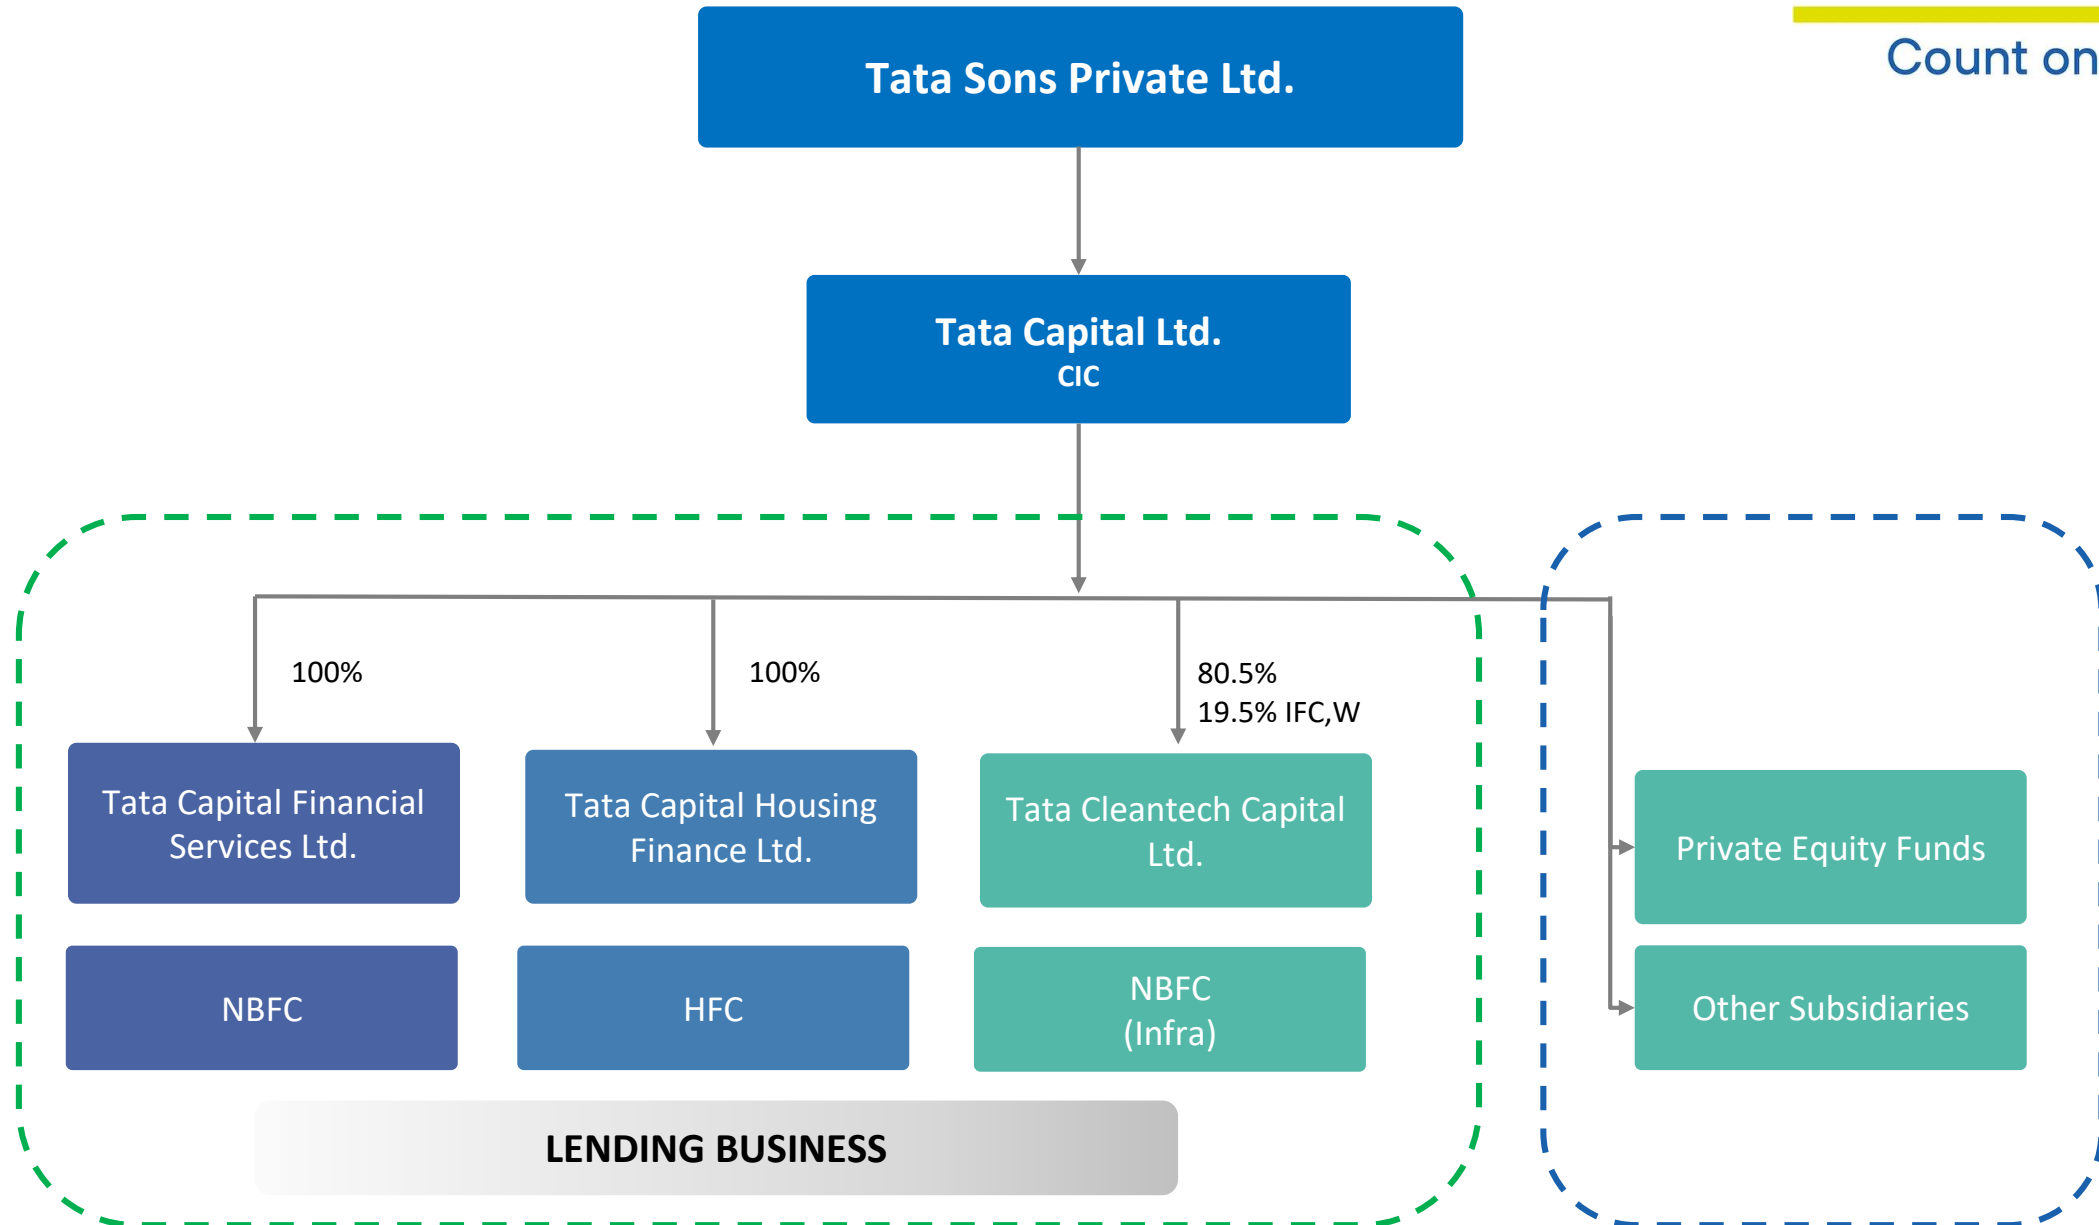 Count on
Tata Sons Private Ltd.
Tata Capital Ltd.
CIC
100%
100%
80.5%
19.5% IFC,W
Tata Capital Financial
Services Ltd.
Tata Capital Housing
Finance Ltd.
Tata Cleantech Capital
Ltd.
Private Equity Funds
NBFC
HFC
NBFC
(Infra)
Other Subsidiaries
LENDING BUSINESS